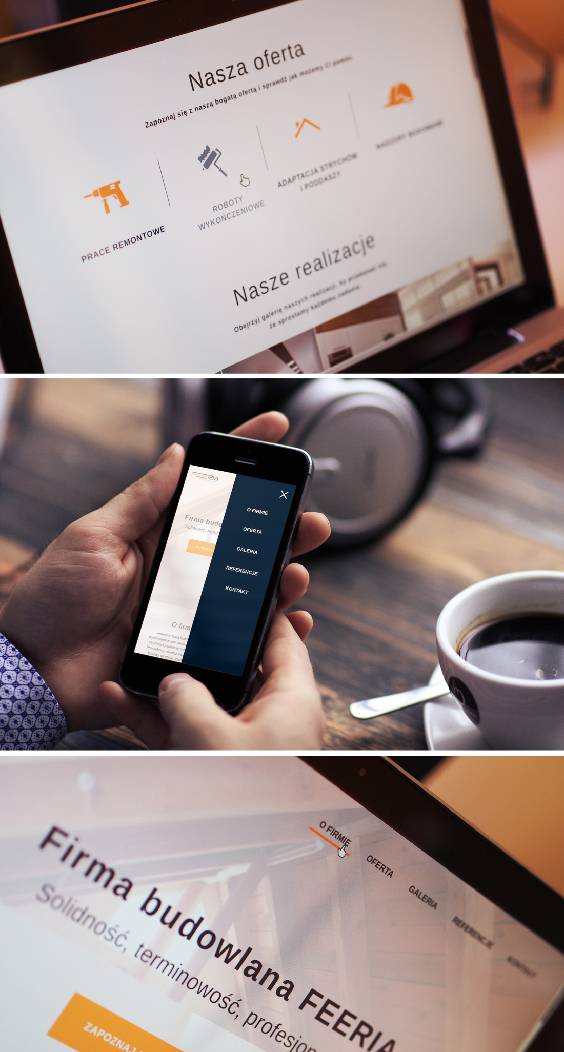 Nasza oferta
Zapoznaj się z naszą bogatą ofertą i sprawdź jak możemy Ci pomóc.
PRACE REMONTOWE
ROBOTY
WYKOŃCZENIOWE
ADAPTACJA STRYCHÓW
I PODDASZY
NADZORY BUDOWLANE
Nasze realizacje
Obejrzyj galerię naszych realizacji, by przekonać się,
że sprostamy każdemu zadaniu.
O FIRMIE
OFERTA
GALERIA
REFERENCJE
KONTAKT
Firma budo
O firm
O FIRMIE
OFERTA
GALERIA
REFERENCJE
KONTAKT
Firma budowlana FEERIA
Solidność, terminowość, profesjon
ZAPOZNAJ